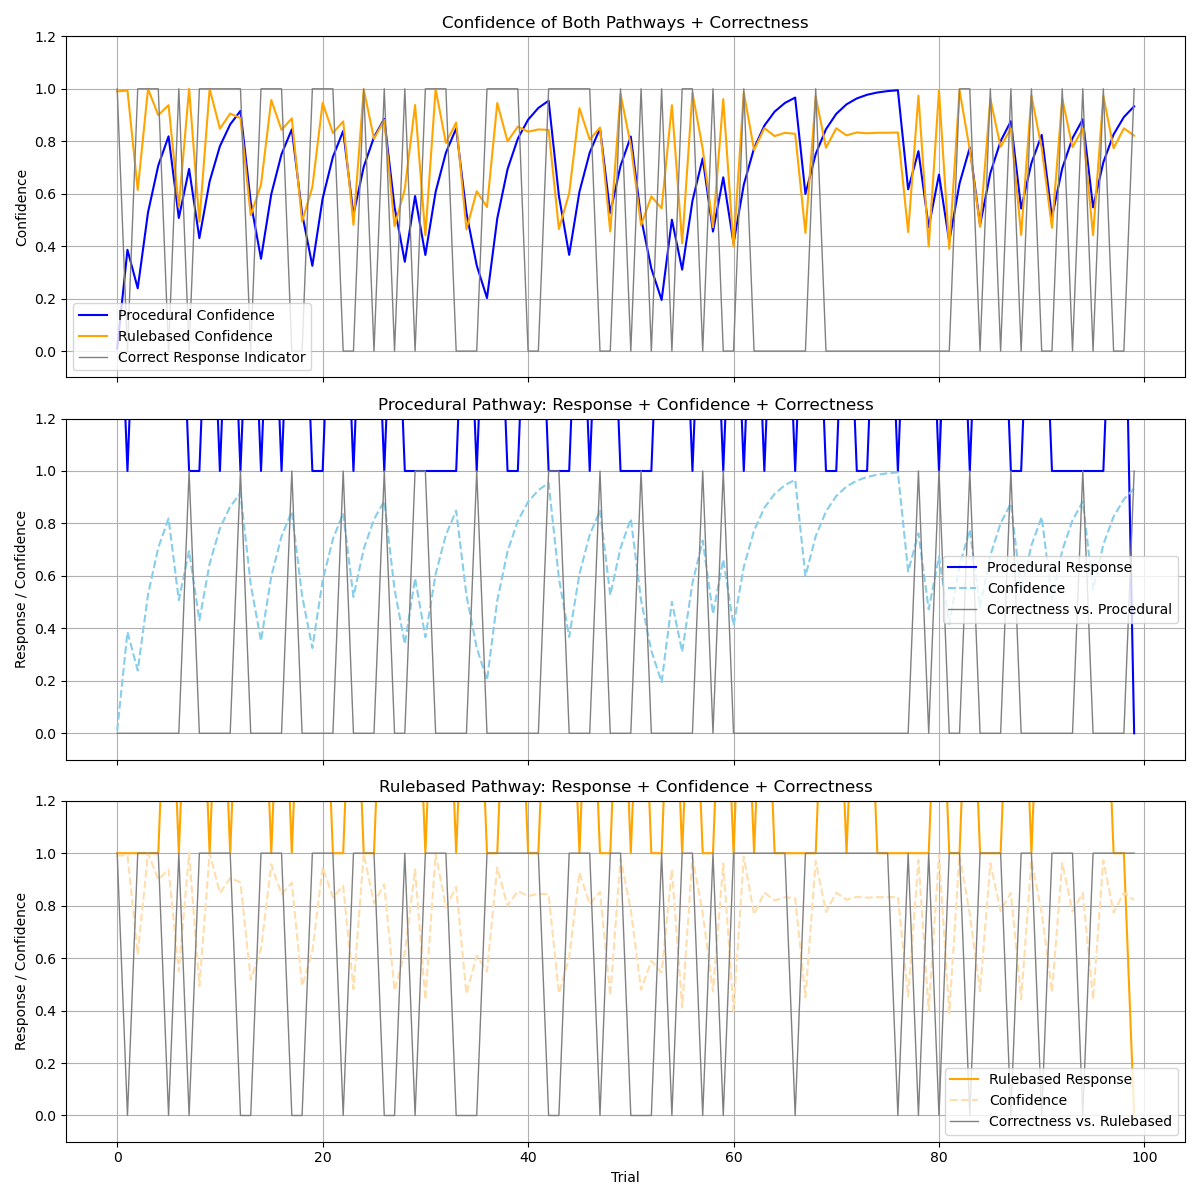 Confidence of Both Pathways + Correctness
1.2
1.0
0.8
0.6
0.4
0.2
0.0
Confidence
Procedural Confidence
Rulebased Confidence
Correct Response Indicator
Procedural Pathway: Response + Confidence + Correctness
1.2
1.0
0.8
0.6
0.4
0.2
0.0
Response / Confidence
Procedural Response
Confidence
Correctness vs. Procedural
Rulebased Pathway: Response + Confidence + Correctness
1.2
1.0
0.8
0.6
0.4
0.2
0.0
Response / Confidence
Rulebased Response
Confidence
Correctness vs. Rulebased
0 20 40 60 80 100
Trial